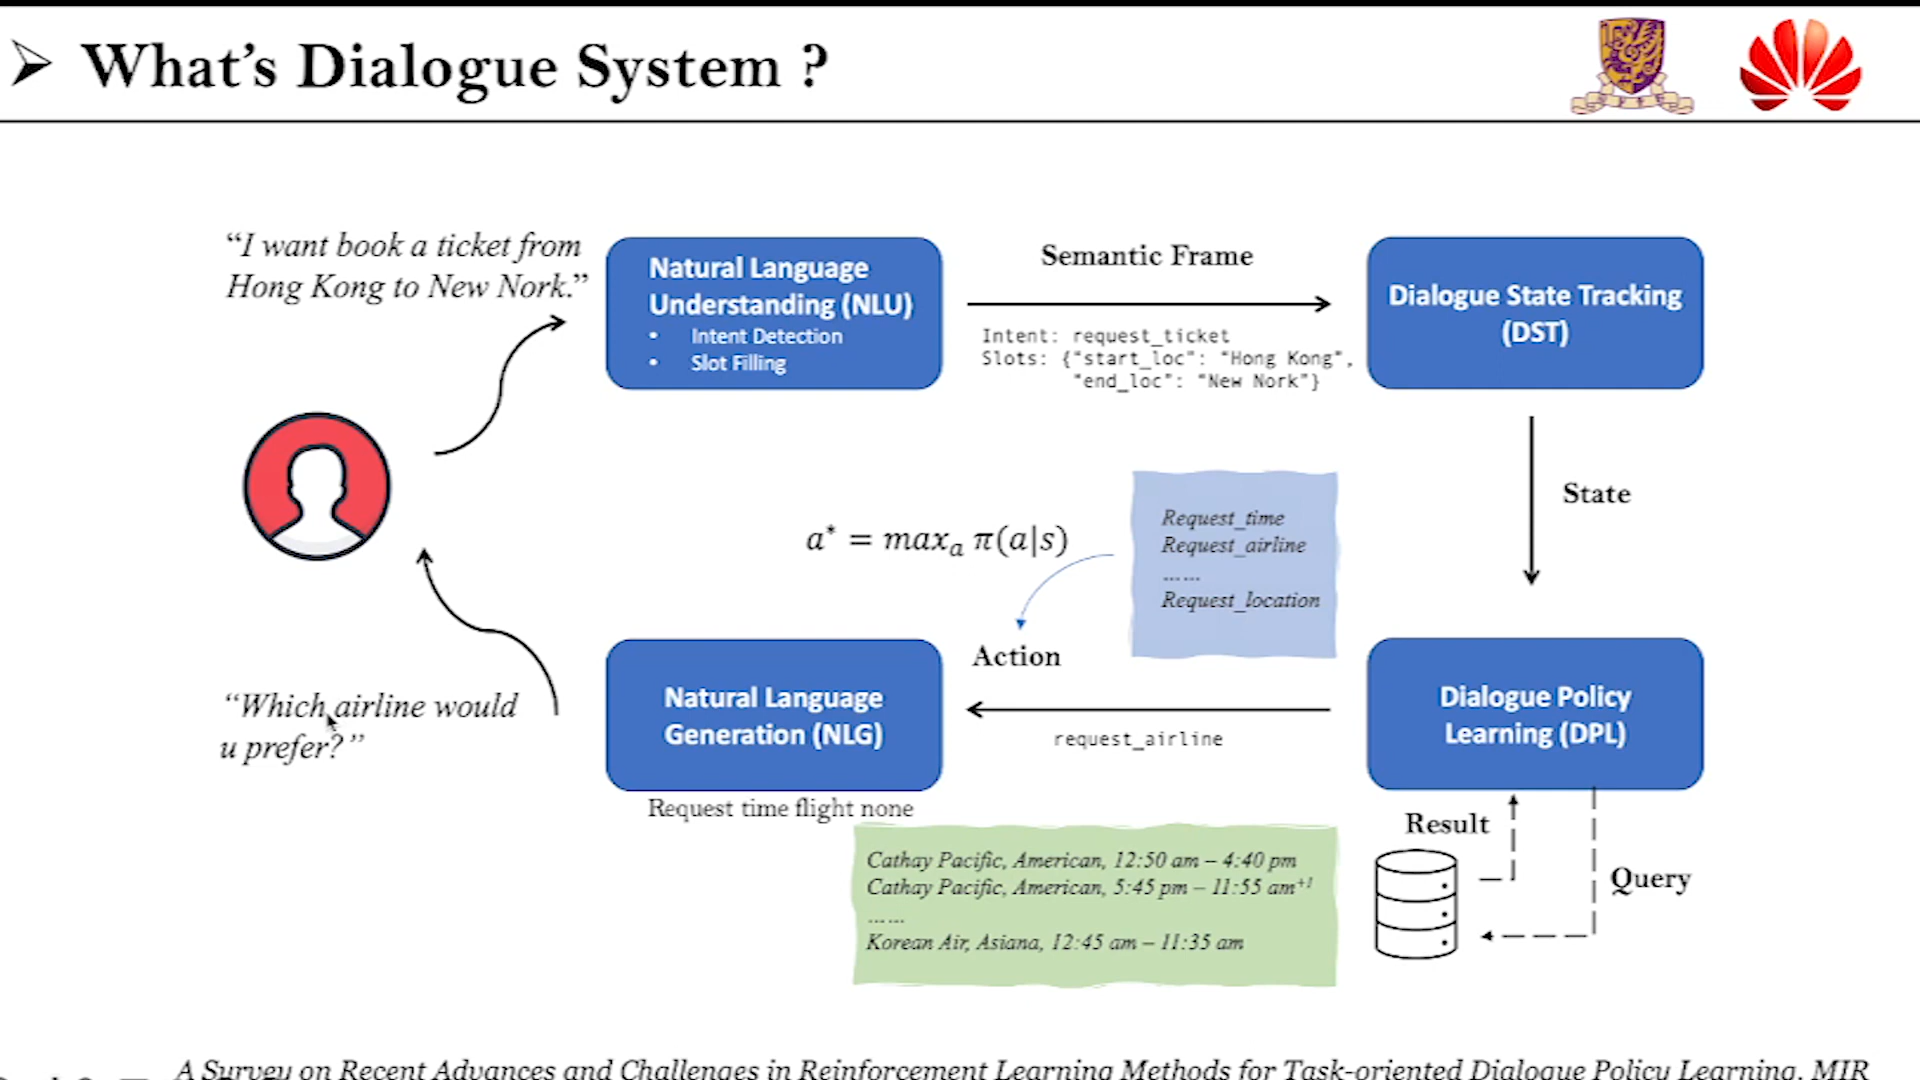 What's Dialogue System ?
“I want book a ticket from
Hong Kong to New Nork.”
Natural Language
Understanding (NLU)
• Intent Detection
• Slot Filling
Semantic Frame
Intent: request_ticket
Slots: {"start_loc": "Hong Kong",
"end_loc": "New Nork"}
Dialogue State Tracking
(DST)
State
a* = maxₐ π(a|s)
Request_time
Request_airline
......
Request_location
Action
request_airline
Dialogue Policy
Learning (DPL)
Natural Language
Generation (NLG)
Request time flight none
“Which airline would
u prefer?”
Result
Query
Cathay Pacific, American, 12:50 am – 4:40 pm
Cathay Pacific, American, 5:45 pm – 11:55 am⁺¹
......
Korean Air, Asiana, 12:45 am – 11:35 am
A Survey on Recent Advances and Challenges in Reinforcement Learning Methods for Task-oriented Dialogue Policy Learning. MIR